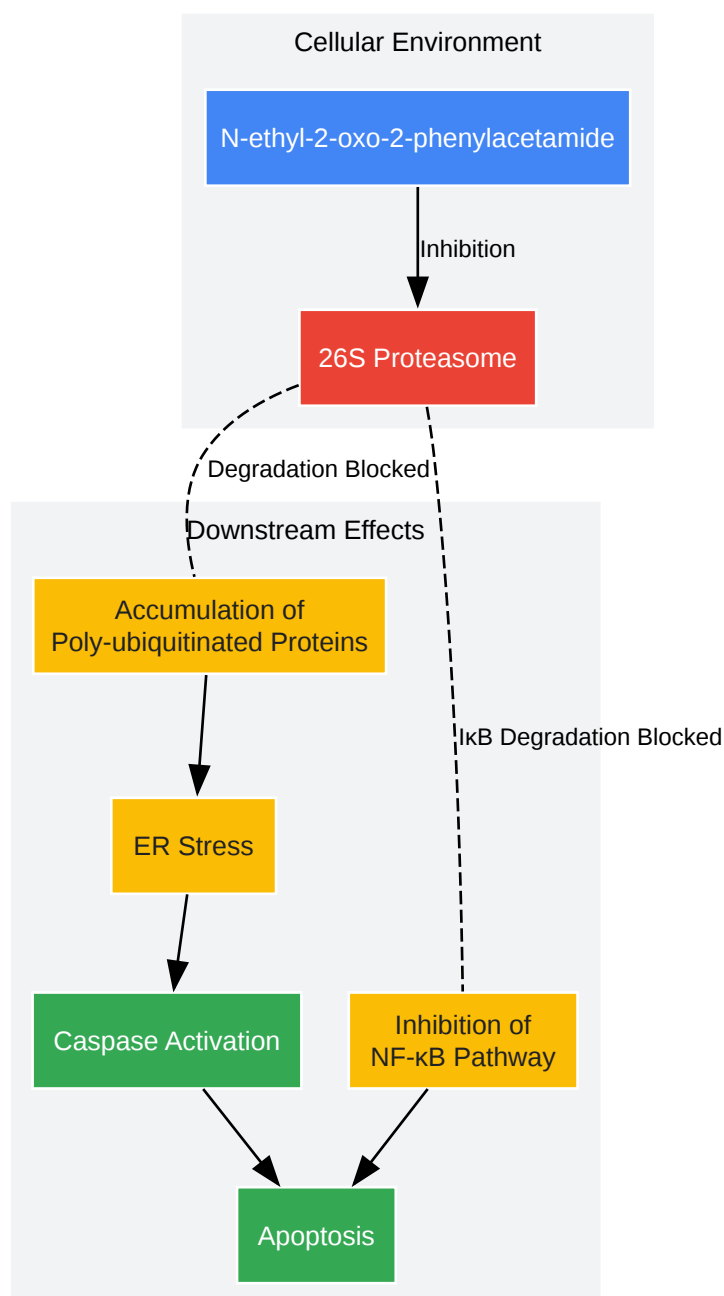 Cellular Environment
N-ethyl-2-oxo-2-phenylacetamide
Inhibition
26S Proteasome
Degradation Blocked
Downstream Effects
Accumulation of
Poly-ubiquitinated Proteins
IκB Degradation Blocked
ER Stress
Caspase Activation
Inhibition of
NF-κB Pathway
Apoptosis